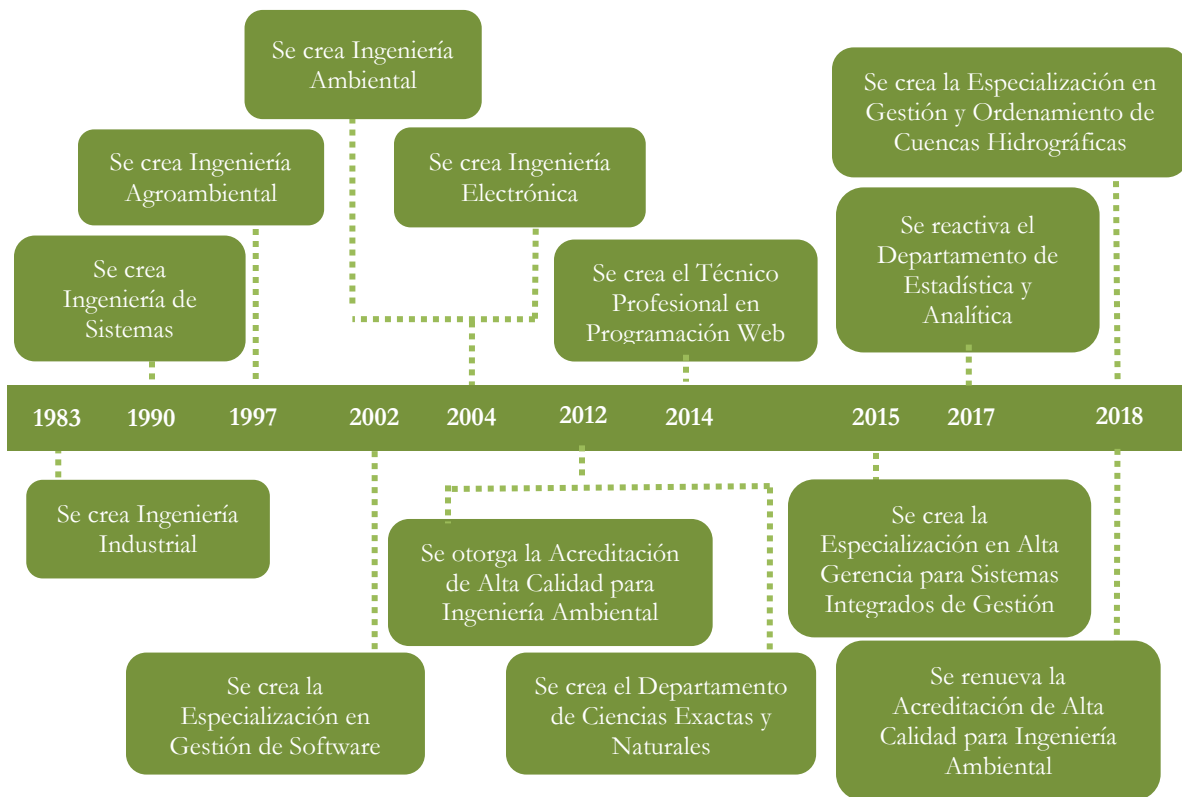 Se crea Ingeniería
Ambiental
Se crea la Especialización en
Gestión y Ordenamiento de
Cuencas Hidrográficas
Se crea Ingeniería
Agroambiental
Se crea Ingeniería
Electrónica
Se reactiva el
Departamento de
Estadística y
Analítica
Se crea
Ingeniería de
Sistemas
Se crea el Técnico
Profesional en
Programación Web
1983 1990 1997 2002 2004 2012 2014 2015 2017 2018
Se crea Ingeniería
Industrial
Se otorga la Acreditación
de Alta Calidad para
Ingeniería Ambiental
Se crea la
Especialización en Alta
Gerencia para Sistemas
Integrados de Gestión
Se crea la
Especialización en
Gestión de Software
Se crea el Departamento
de Ciencias Exactas y
Naturales
Se renueva la
Acreditación de Alta
Calidad para Ingeniería
Ambiental